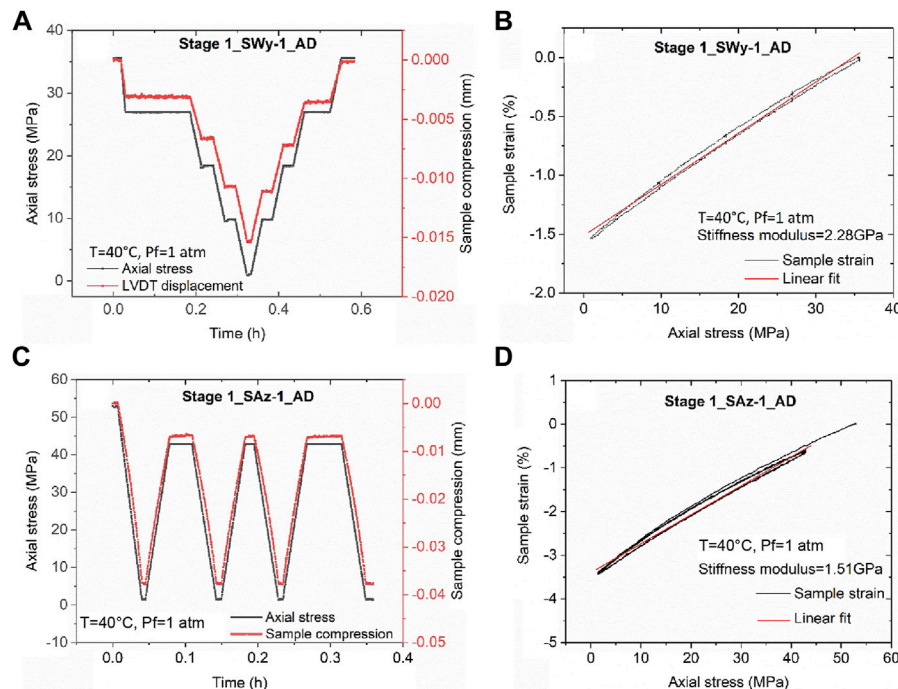 A
Stage 1_SWy-1_AD
40
30
20
10
0
Axial stress (MPa)
0.000
-0.005
-0.010
-0.015
-0.020
Sample compression (mm)
T=40°C, Pf=1 atm
Axial stress
LVDT displacement
0.0 0.2 0.4 0.6
Time (h)
B
Stage 1_SWy-1_AD
0.0
-0.5
-1.0
-1.5
-2.0
Sample strain (%)
T=40°C, Pf=1 atm
Stiffness modulus=2.28GPa
Sample strain
Linear fit
0 10 20 30 40
Axial stress (MPa)
C
Stage 1_SAz-1_AD
60
50
40
30
20
10
0
-10
Axial stress (MPa)
0.00
-0.01
-0.02
-0.03
-0.04
-0.05
Sample compression (mm)
T=40°C, Pf=1 atm
Axial stress
Sample compression
0.0 0.1 0.2 0.3 0.4
Time (h)
D
Stage 1_SAz-1_AD
1
0
-1
-2
-3
-4
-5
Sample strain (%)
T=40°C, Pf=1 atm
Stiffness modulus=1.51GPa
Sample strain
Linear fit
0 10 20 30 40 50 60
Axial stress (MPa)